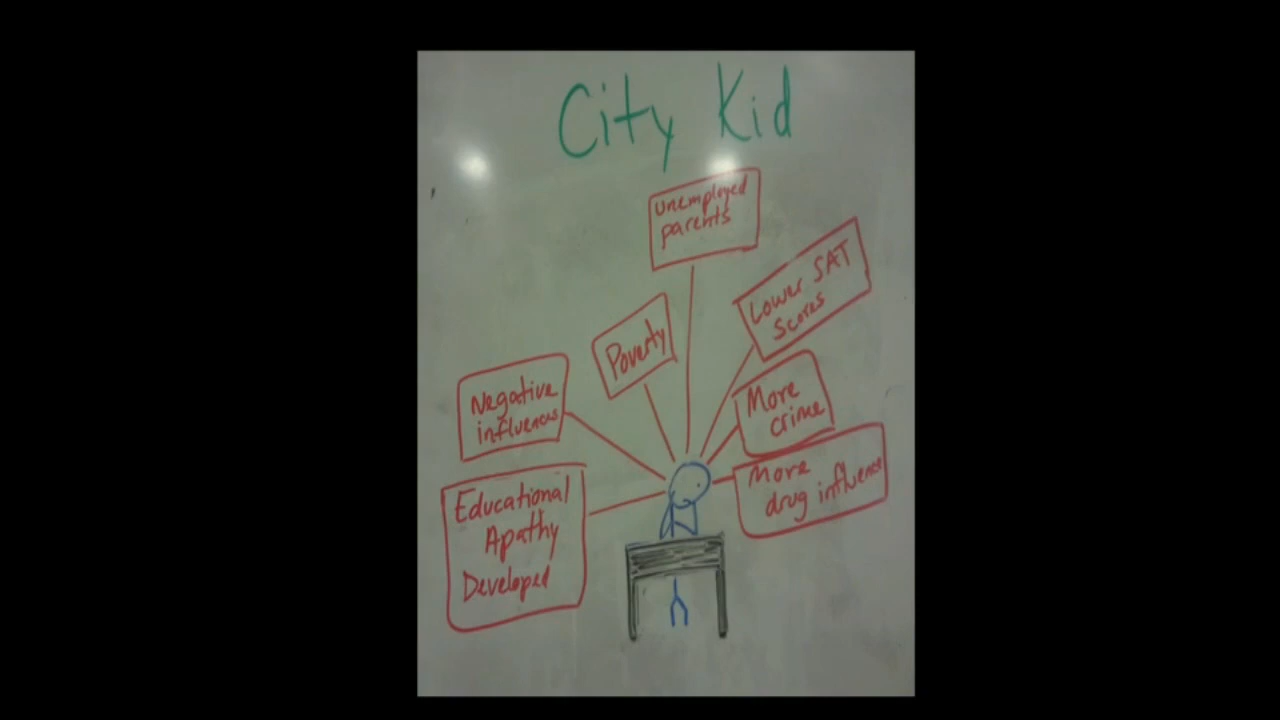 City Kid
Unemployed
parents
Lower SAT
Scores
Poverty
Negative
influences
More
crime
More
drug influence
Educational
Apathy
Developed